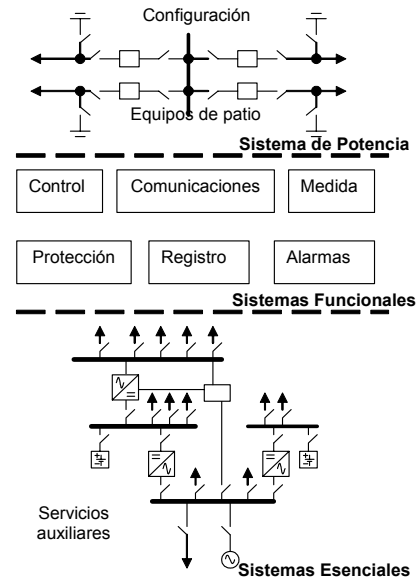 Configuración
Equipos de patio
Sistema de Potencia
Control
Comunicaciones
Medida
Protección
Registro
Alarmas
Sistemas Funcionales
Servicios
auxiliares
Sistemas Esenciales